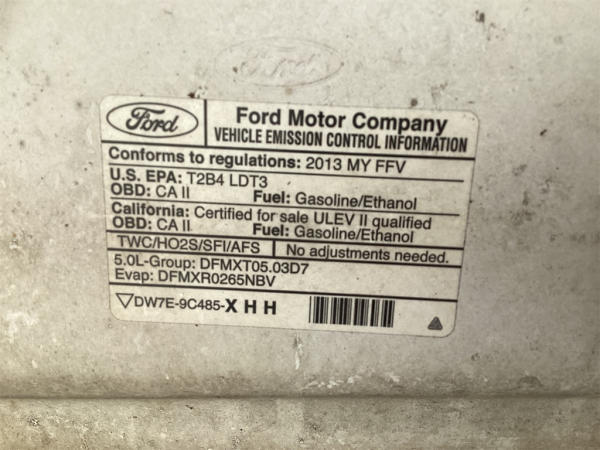 Ford
Ford
Ford Motor Company
VEHICLE EMISSION CONTROL INFORMATION
Conforms to regulations: 2013 MY FFV
U.S. EPA: T2B4 LDT3
OBD: CA II Fuel: Gasoline/Ethanol
California: Certified for sale ULEV II qualified
OBD: CA II Fuel: Gasoline/Ethanol
TWC/HO2S/SFI/AFS No adjustments needed.
5.0L-Group: DFMXT05.03D7
Evap: DFMXR0265NBV
DW7E-9C485-XHH